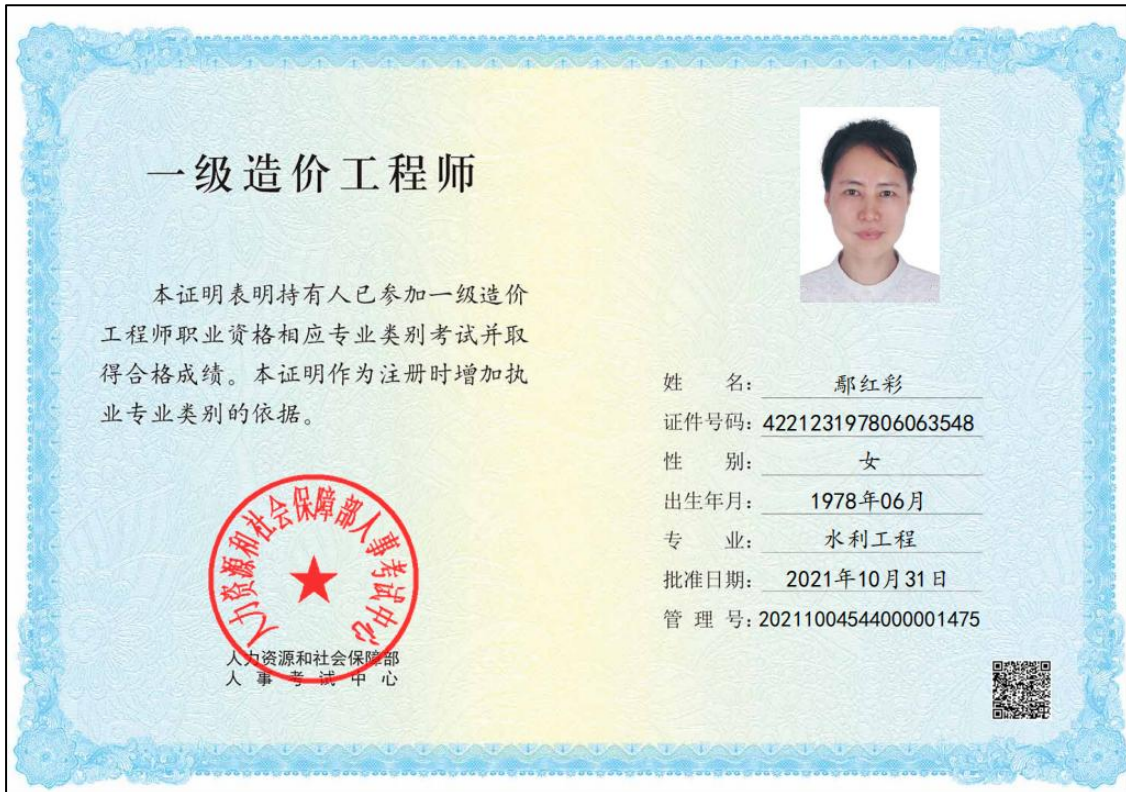 一级造价工程师
本证明表明持有人已参加一级造价
工程师职业资格相应专业类别考试并取
得合格成绩。本证明作为注册时增加执
业专业类别的依据。
人力资源和社会保障部人事考试中心
人力资源和社会保障部
人事考试中心
姓名：鄢红彩
证件号码：422123197806063548
性别：女
出生年月：1978年06月
专业：水利工程
批准日期：2021年10月31日
管理号：20211004544000001475